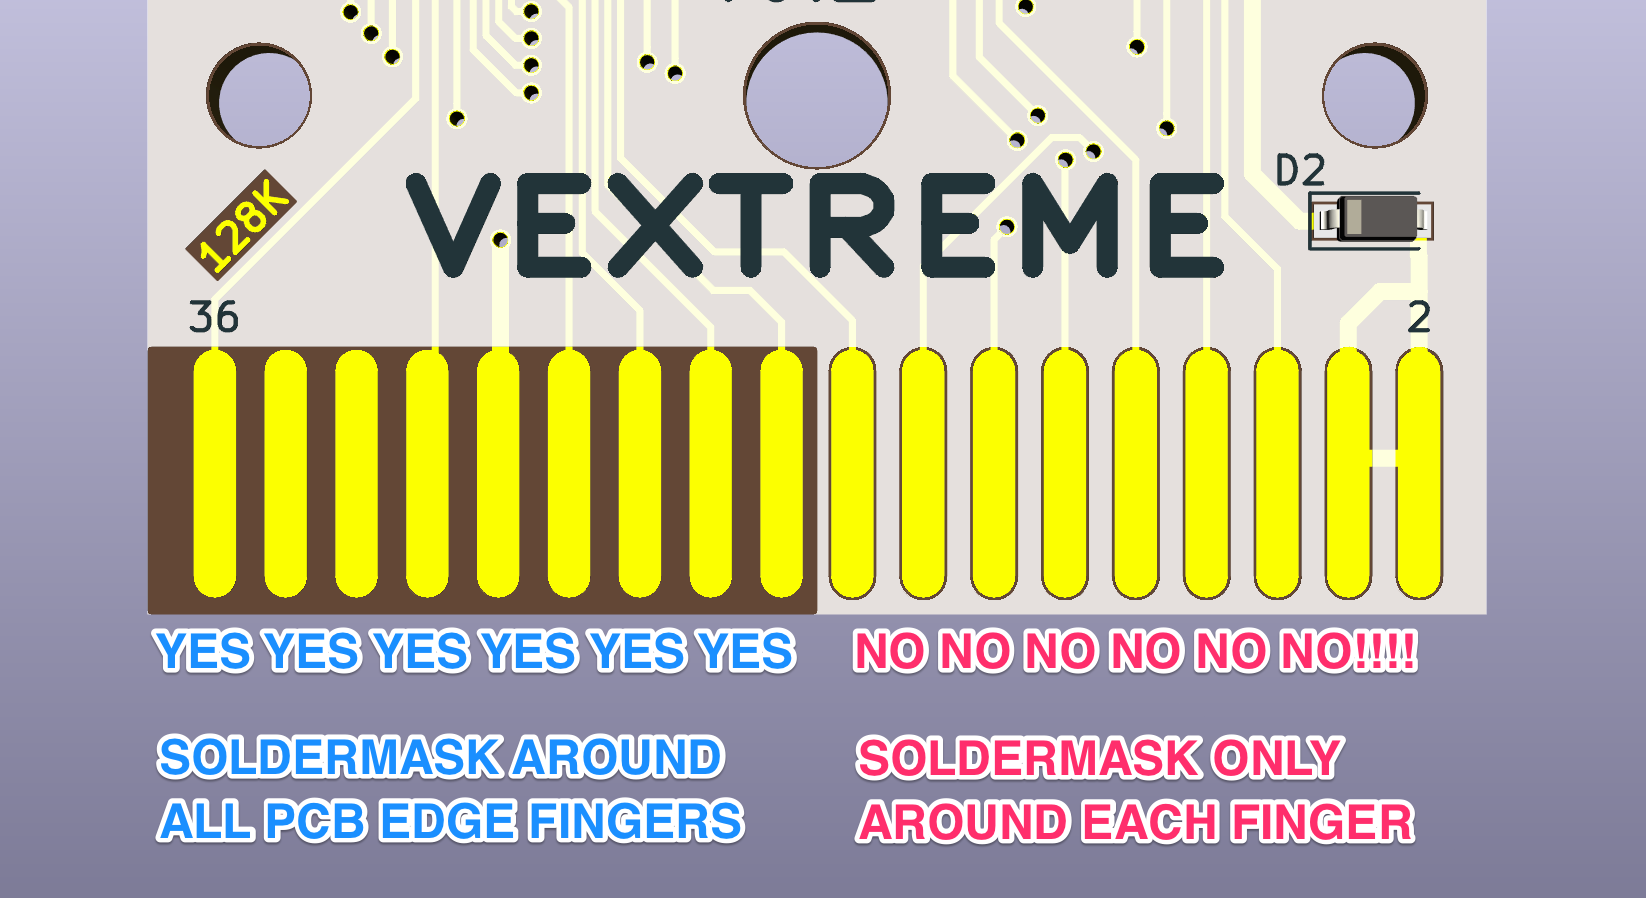 D2
128K
VEXTREME
36
2
YES YES YES YES YES YES
NO NO NO NO NO NO!!!!
SOLDERMASK AROUND
ALL PCB EDGE FINGERS
SOLDERMASK ONLY
AROUND EACH FINGER